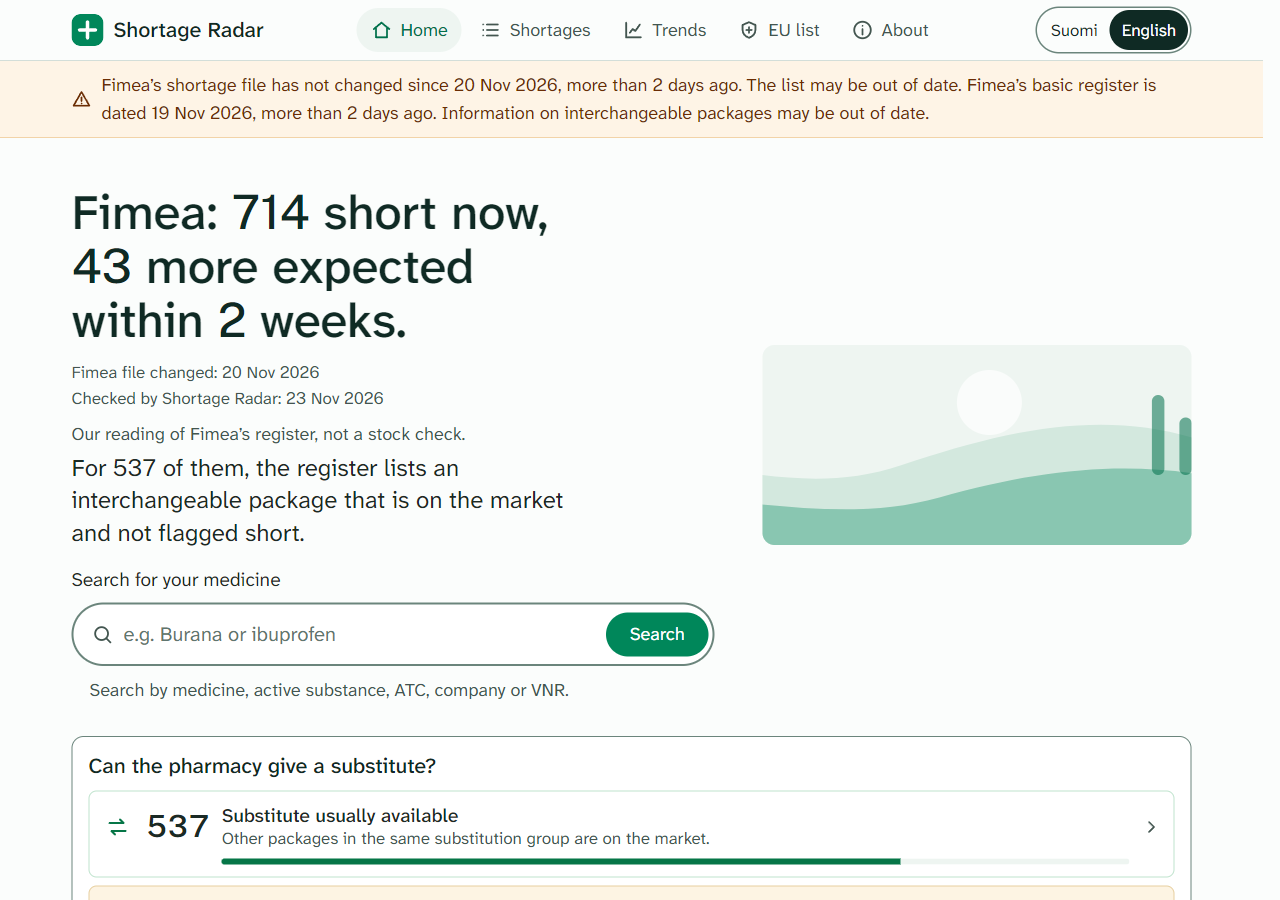 Shortage Radar
Home
Shortages
Trends
EU list
About
Suomi
English
Fimea’s shortage file has not changed since 20 Nov 2026, more than 2 days ago. The list may be out of date. Fimea’s basic register is
dated 19 Nov 2026, more than 2 days ago. Information on interchangeable packages may be out of date.
Fimea: 714 short now,
43 more expected
within 2 weeks.
Fimea file changed: 20 Nov 2026
Checked by Shortage Radar: 23 Nov 2026
Our reading of Fimea’s register, not a stock check.
For 537 of them, the register lists an
interchangeable package that is on the market
and not flagged short.
Search for your medicine
e.g. Burana or ibuprofen
Search
Search by medicine, active substance, ATC, company or VNR.
Can the pharmacy give a substitute?
537
Substitute usually available
Other packages in the same substitution group are on the market.